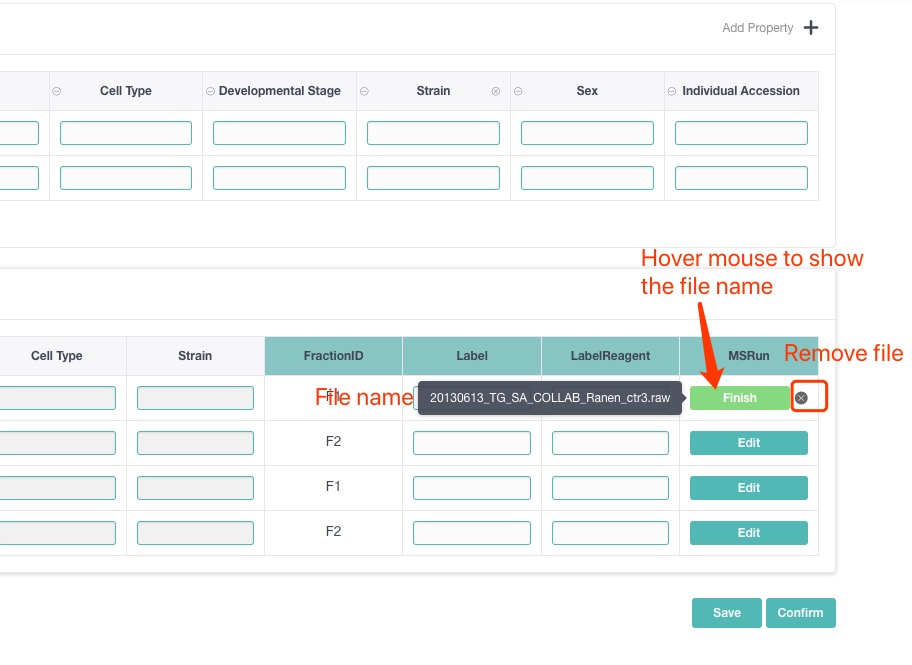 Add Property
Cell Type Developmental Stage Strain Sex Individual Accession
Hover mouse to show
the file name
Cell Type Strain FractionID Label LabelReagent MSRun Remove file
F1 File name 20130613_TG_SA_COLLAB_Ranen_ctr3.raw Finish
F2 Edit
F1 Edit
F2 Edit
Save Confirm